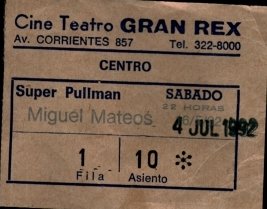 Cine Teatro GRAN REX
Av. CORRIENTES 857 Tel. 322-8000
CENTRO
Super Pullman SABADO
22 HORAS
Miguel Mateos 4 JUL 1992
1 10 *
Fila Asiento